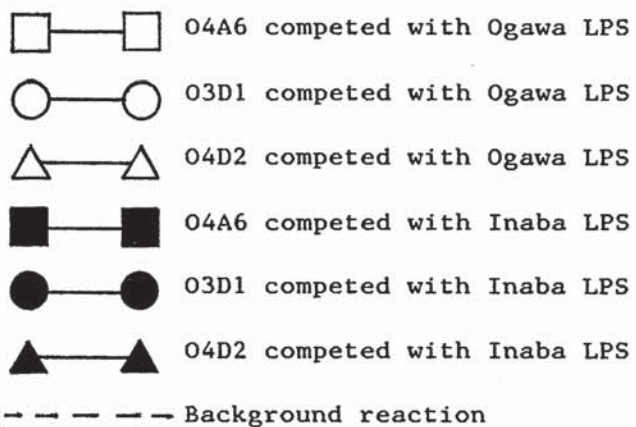 O4A6 competed with Ogawa LPS
O3D1 competed with Ogawa LPS
O4D2 competed with Ogawa LPS
O4A6 competed with Inaba LPS
O3D1 competed with Inaba LPS
O4D2 competed with Inaba LPS
Background reaction